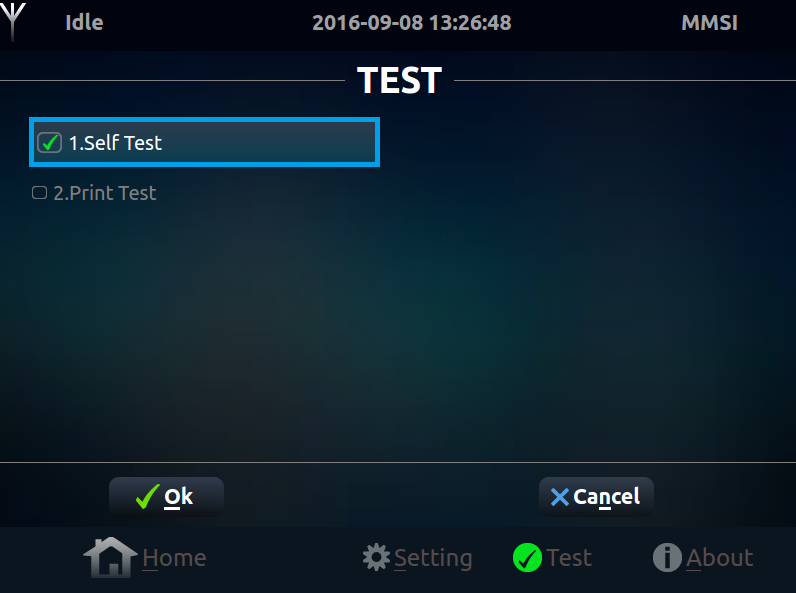 Idle 2016-09-08 13:26:48 MMSI
TEST
1.Self Test
2.Print Test
Ok Cancel
Home Setting Test About